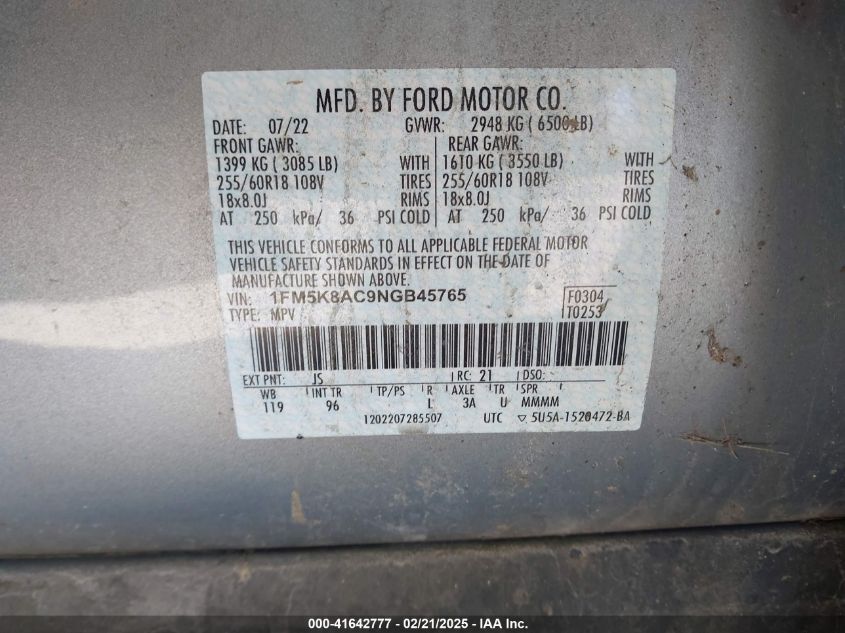 MFD. BY FORD MOTOR CO.
DATE: 07/22 GVWR: 2948 KG ( 6500 LB)
FRONT GAWR: REAR GAWR:
1399 KG ( 3085 LB) WITH 1610 KG ( 3550 LB) WITH
255/60R18 108V TIRES 255/60R18 108V TIRES
18x8.0J RIMS 18x8.0J RIMS
AT 250 kPa/ 36 PSI COLD AT 250 kPa/ 36 PSI COLD
THIS VEHICLE CONFORMS TO ALL APPLICABLE FEDERAL MOTOR
VEHICLE SAFETY STANDARDS IN EFFECT ON THE DATE OF
MANUFACTURE SHOWN ABOVE.
VIN: 1FM5K8AC9NGB45765 F0304
TYPE: MPV T0253
EXT PNT: JS RC: 21 DSO:
WB INT TR TP/PS R AXLE TR SPR
119 96 L 3A U MMMM
1202207285507 UTC ▽ 5U5A-1520472-BA
000-41642777 - 02/21/2025 - IAA Inc.